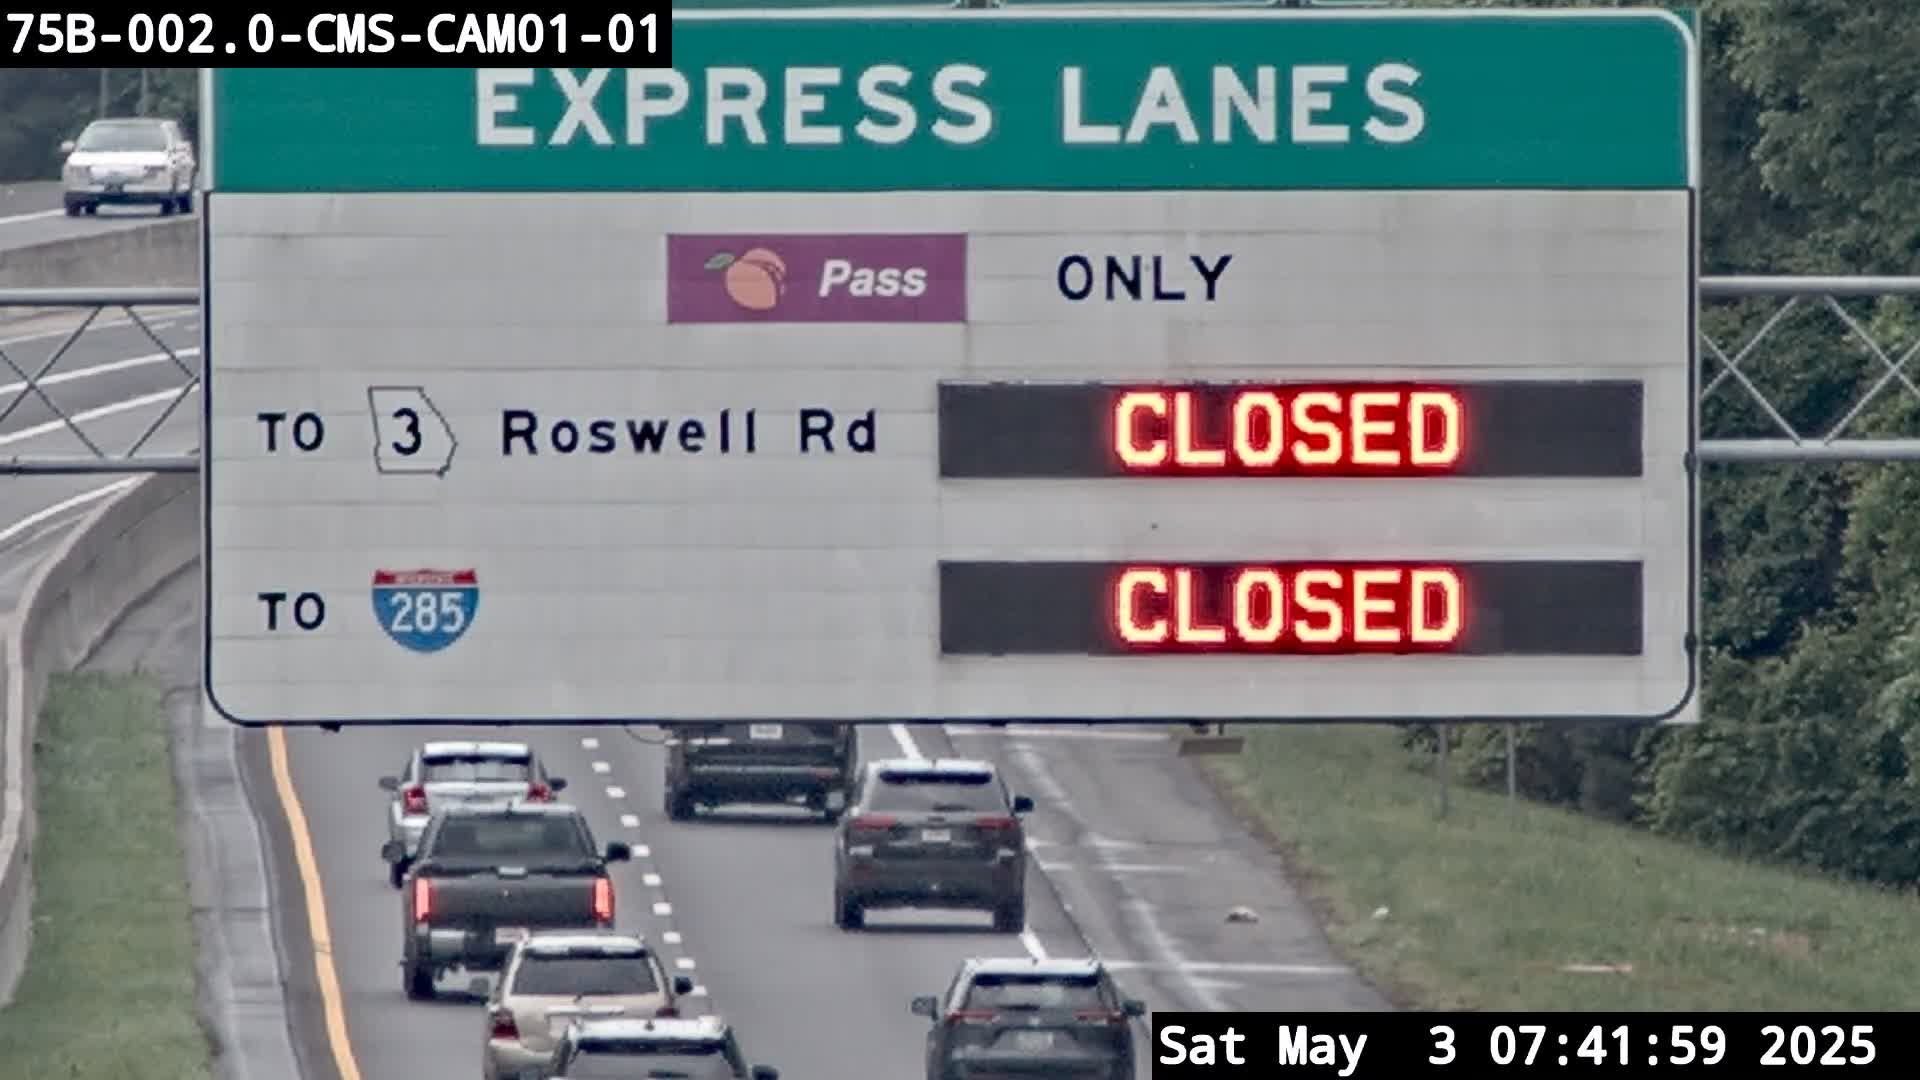 75B-002.0-CMS-CAM01-01
EXPRESS LANES
Pass ONLY
TO 3 Roswell Rd CLOSED
TO 285 CLOSED
Sat May 3 07:41:59 2025